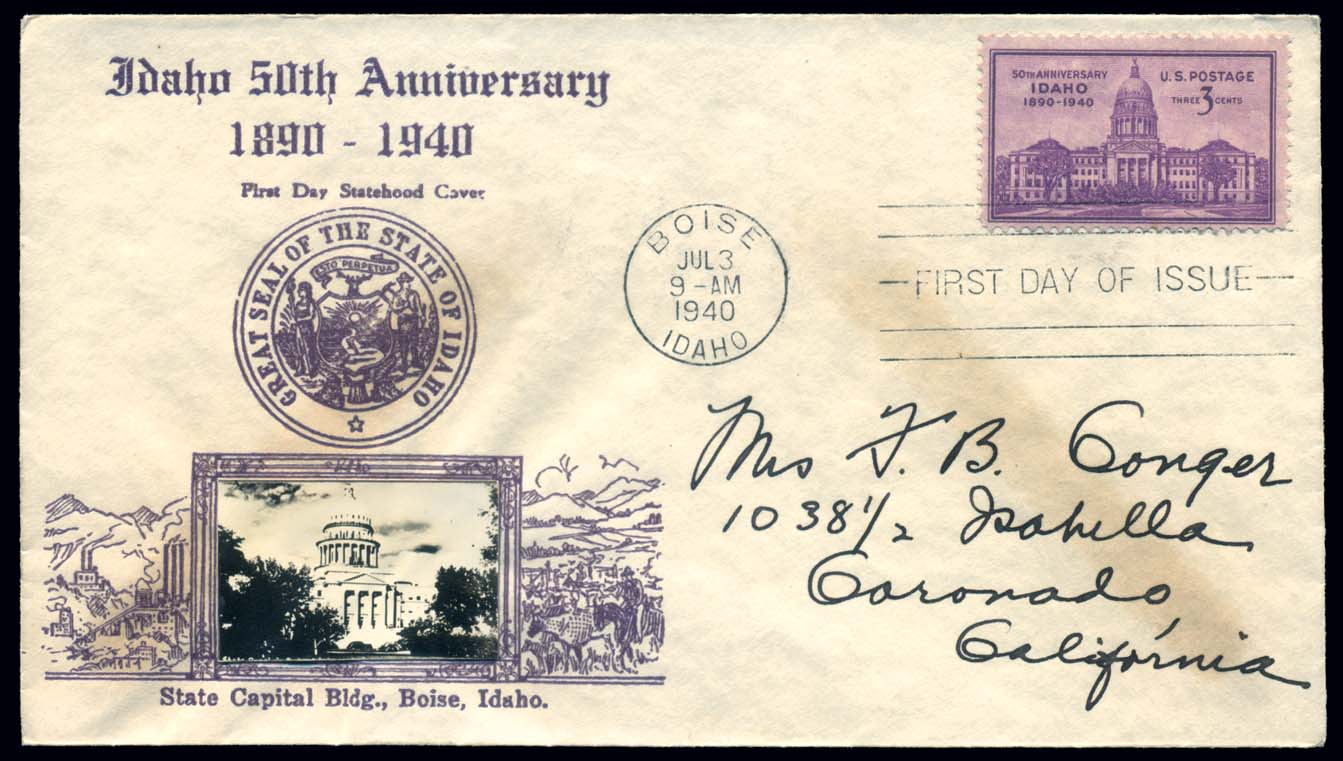 Idaho 50th Anniversary
1890 - 1940
First Day Statehood Cover
GREAT SEAL OF THE STATE OF IDAHO
ESTO PERPETUA
State Capital Bldg., Boise, Idaho.
BOISE
JUL 3
9 - AM
1940
IDAHO
50TH ANNIVERSARY
IDAHO
1890-1940
U.S. POSTAGE
THREE 3 CENTS
FIRST DAY OF ISSUE
Mrs F. B. Conger
1038 1/2 Isabella
Coronado
California